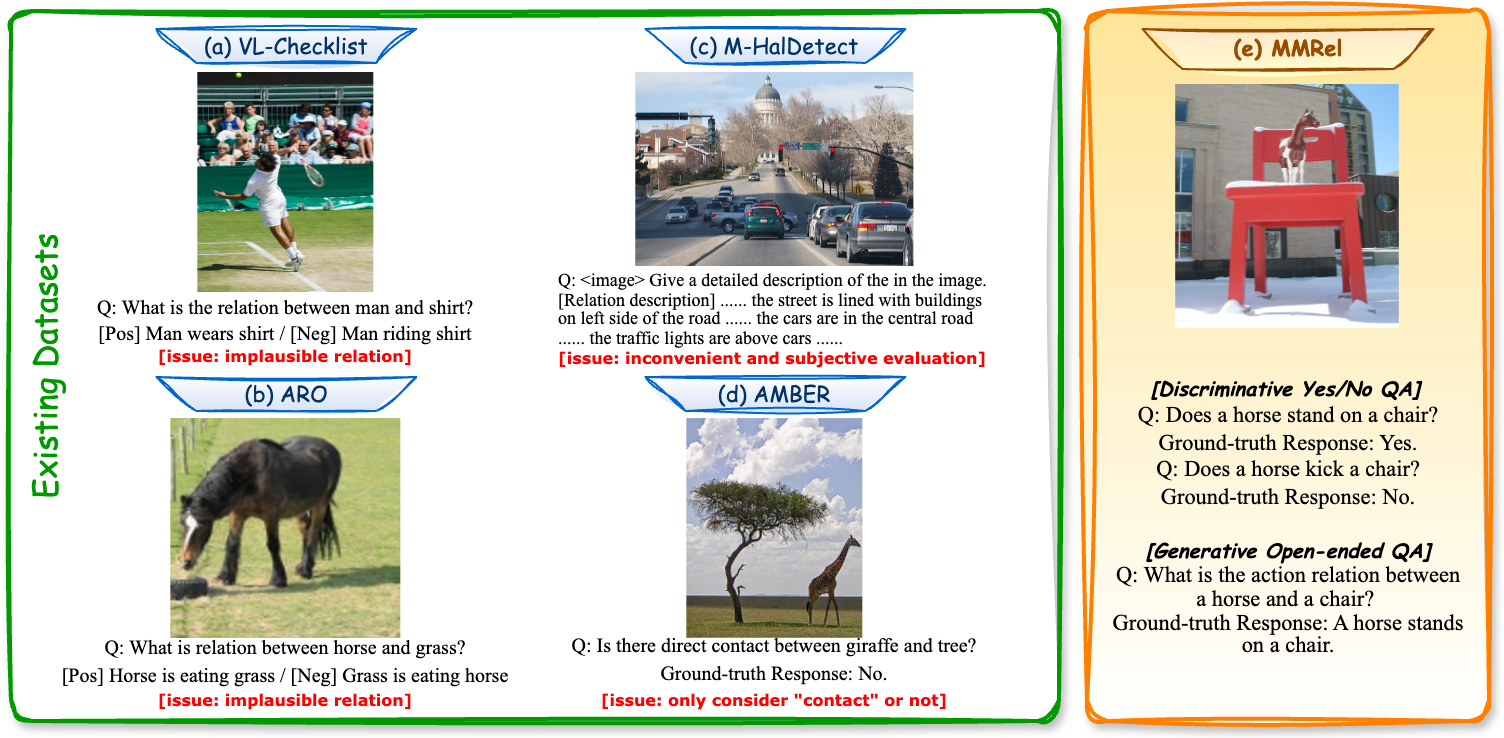 Existing Datasets
(a) VL-Checklist
Q: What is the relation between man and shirt?
[Pos] Man wears shirt / [Neg] Man riding shirt
[issue: implausible relation]
(b) ARO
Q: What is relation between horse and grass?
[Pos] Horse is eating grass / [Neg] Grass is eating horse
[issue: implausible relation]
(c) M-HalDetect
Q: <image> Give a detailed description of the in the image.
[Relation description] ...... the street is lined with buildings
on left side of the road ...... the cars are in the central road
...... the traffic lights are above cars ......
[issue: inconvenient and subjective evaluation]
(d) AMBER
Q: Is there direct contact between giraffe and tree?
Ground-truth Response: No.
[issue: only consider "contact" or not]
(e) MMRel
[Discriminative Yes/No QA]
Q: Does a horse stand on a chair?
Ground-truth Response: Yes.
Q: Does a horse kick a chair?
Ground-truth Response: No.
[Generative Open-ended QA]
Q: What is the action relation between
a horse and a chair?
Ground-truth Response: A horse stands
on a chair.